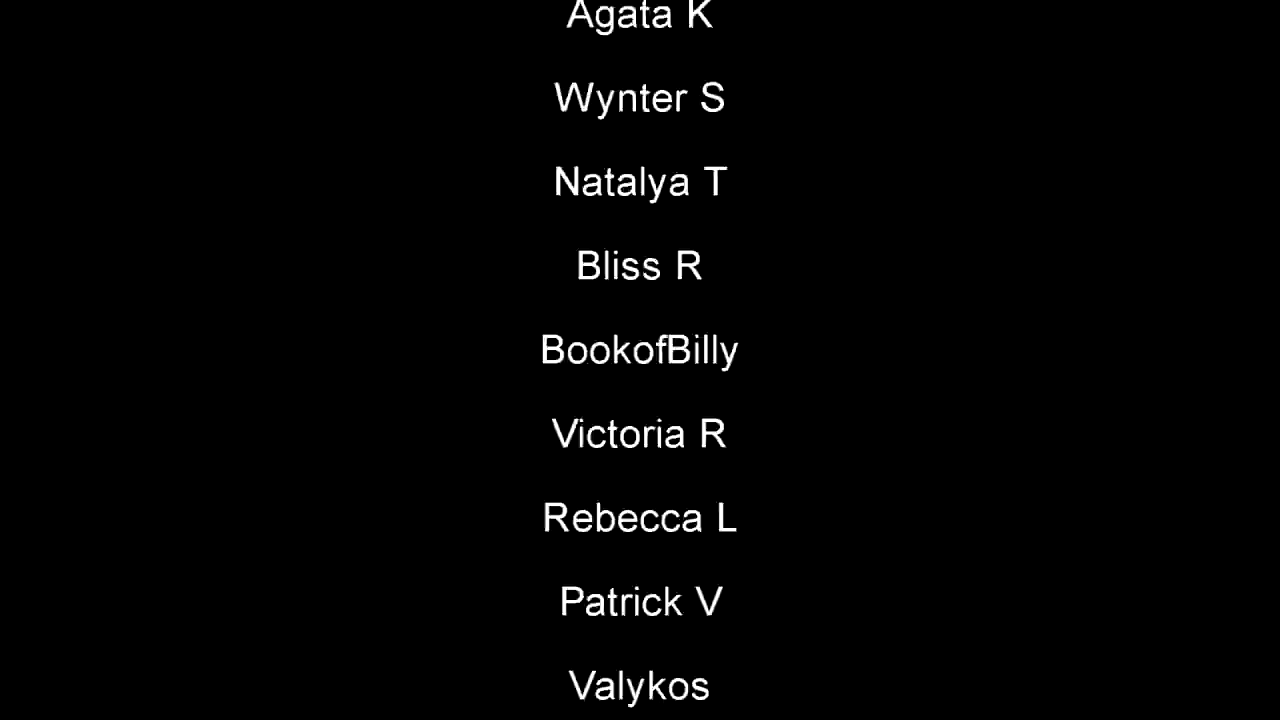 Agata K
Wynter S
Natalya T
Bliss R
BookofBilly
Victoria R
Rebecca L
Patrick V
Valykos